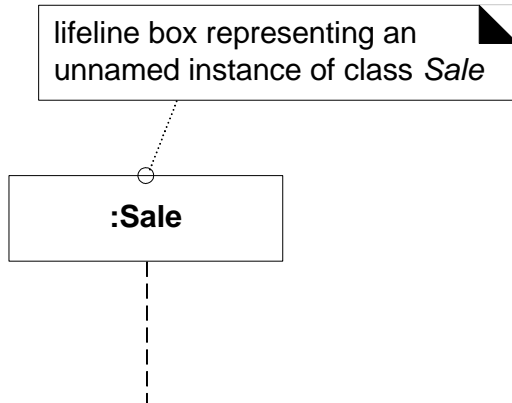 lifeline box representing an
unnamed instance of class Sale
:Sale